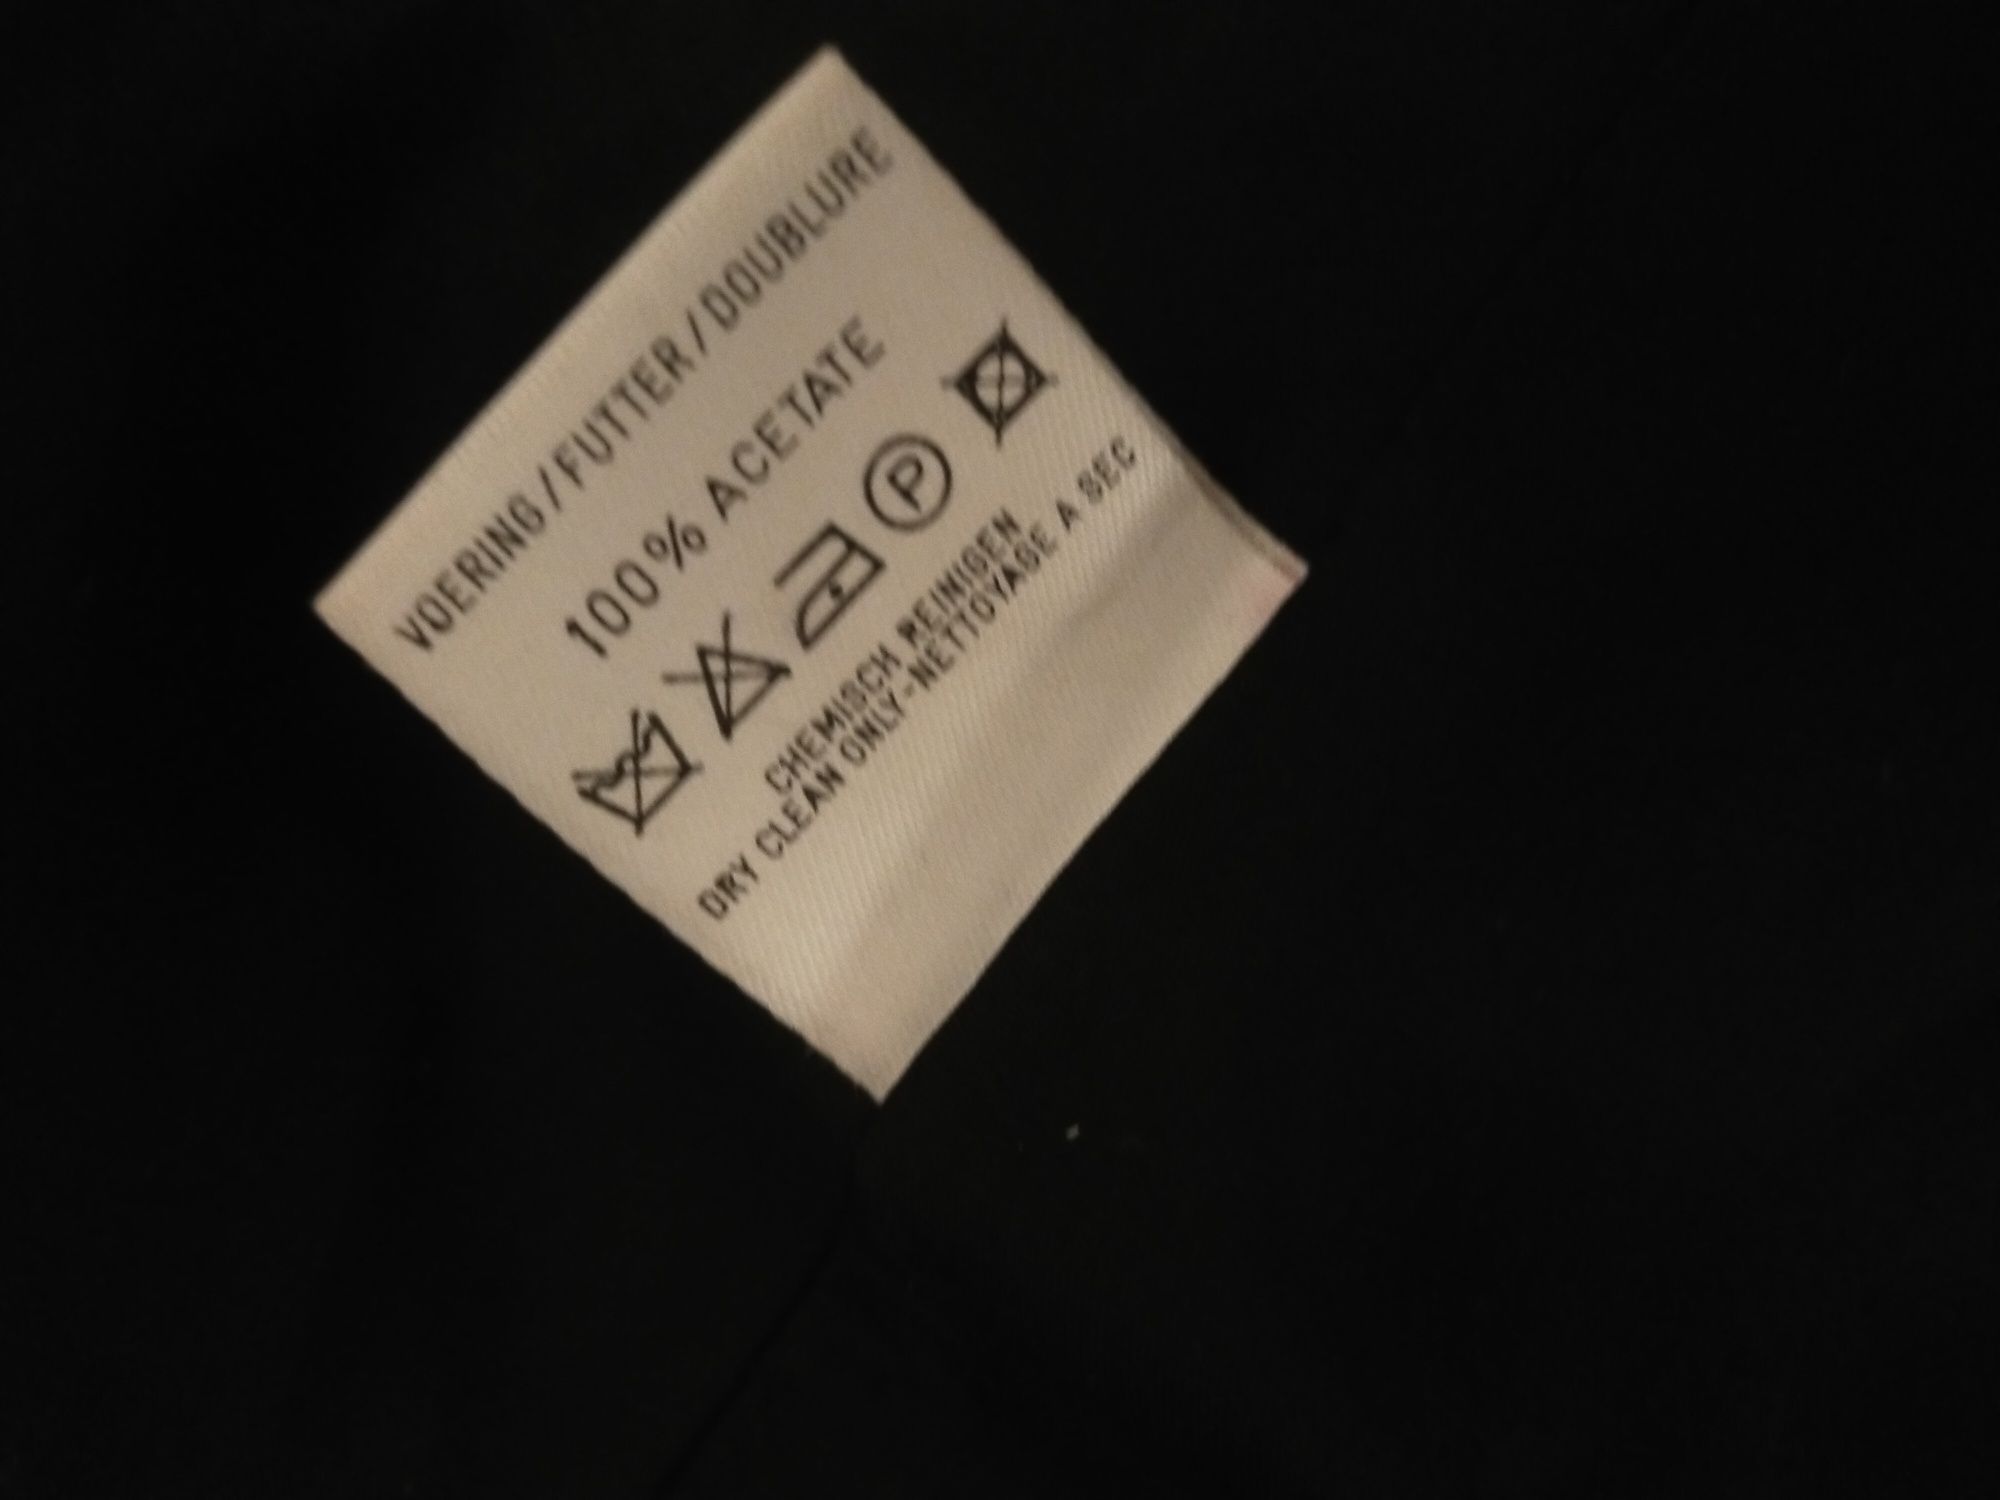 VOERING/FUTTER/DOUBLURE
100% ACETATE
P
CHEMISCH REINIGEN
DRY CLEAN ONLY-NETTOYAGE A SEC